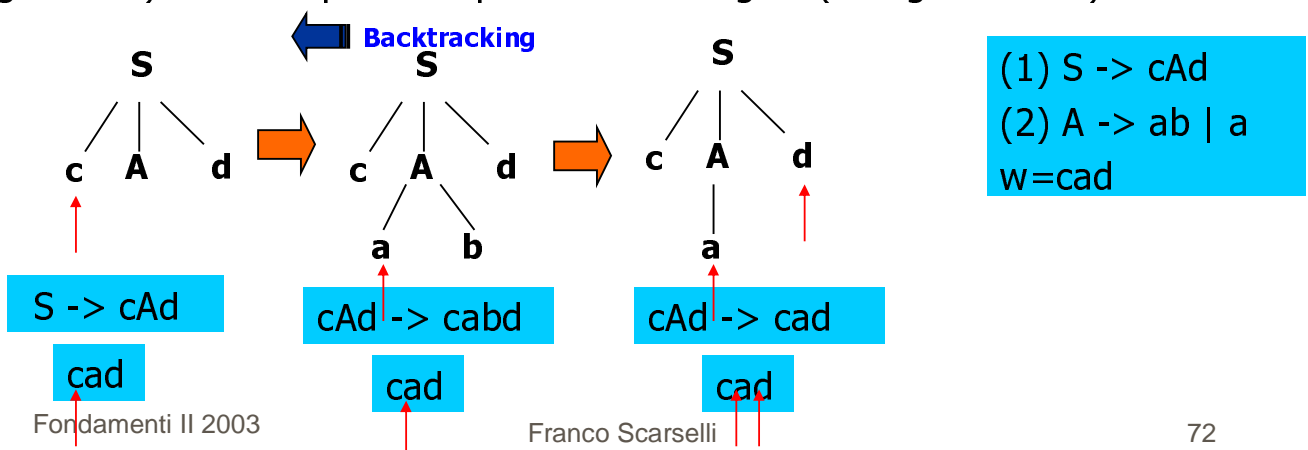 Backtracking
S
c A d
S
c A d
a b
S
c A d
a
(1) S -> cAd
(2) A -> ab | a
w=cad
S -> cAd
cad
cAd -> cabd
cad
cAd -> cad
cad
Fondamenti II 2003
Franco Scarselli
72